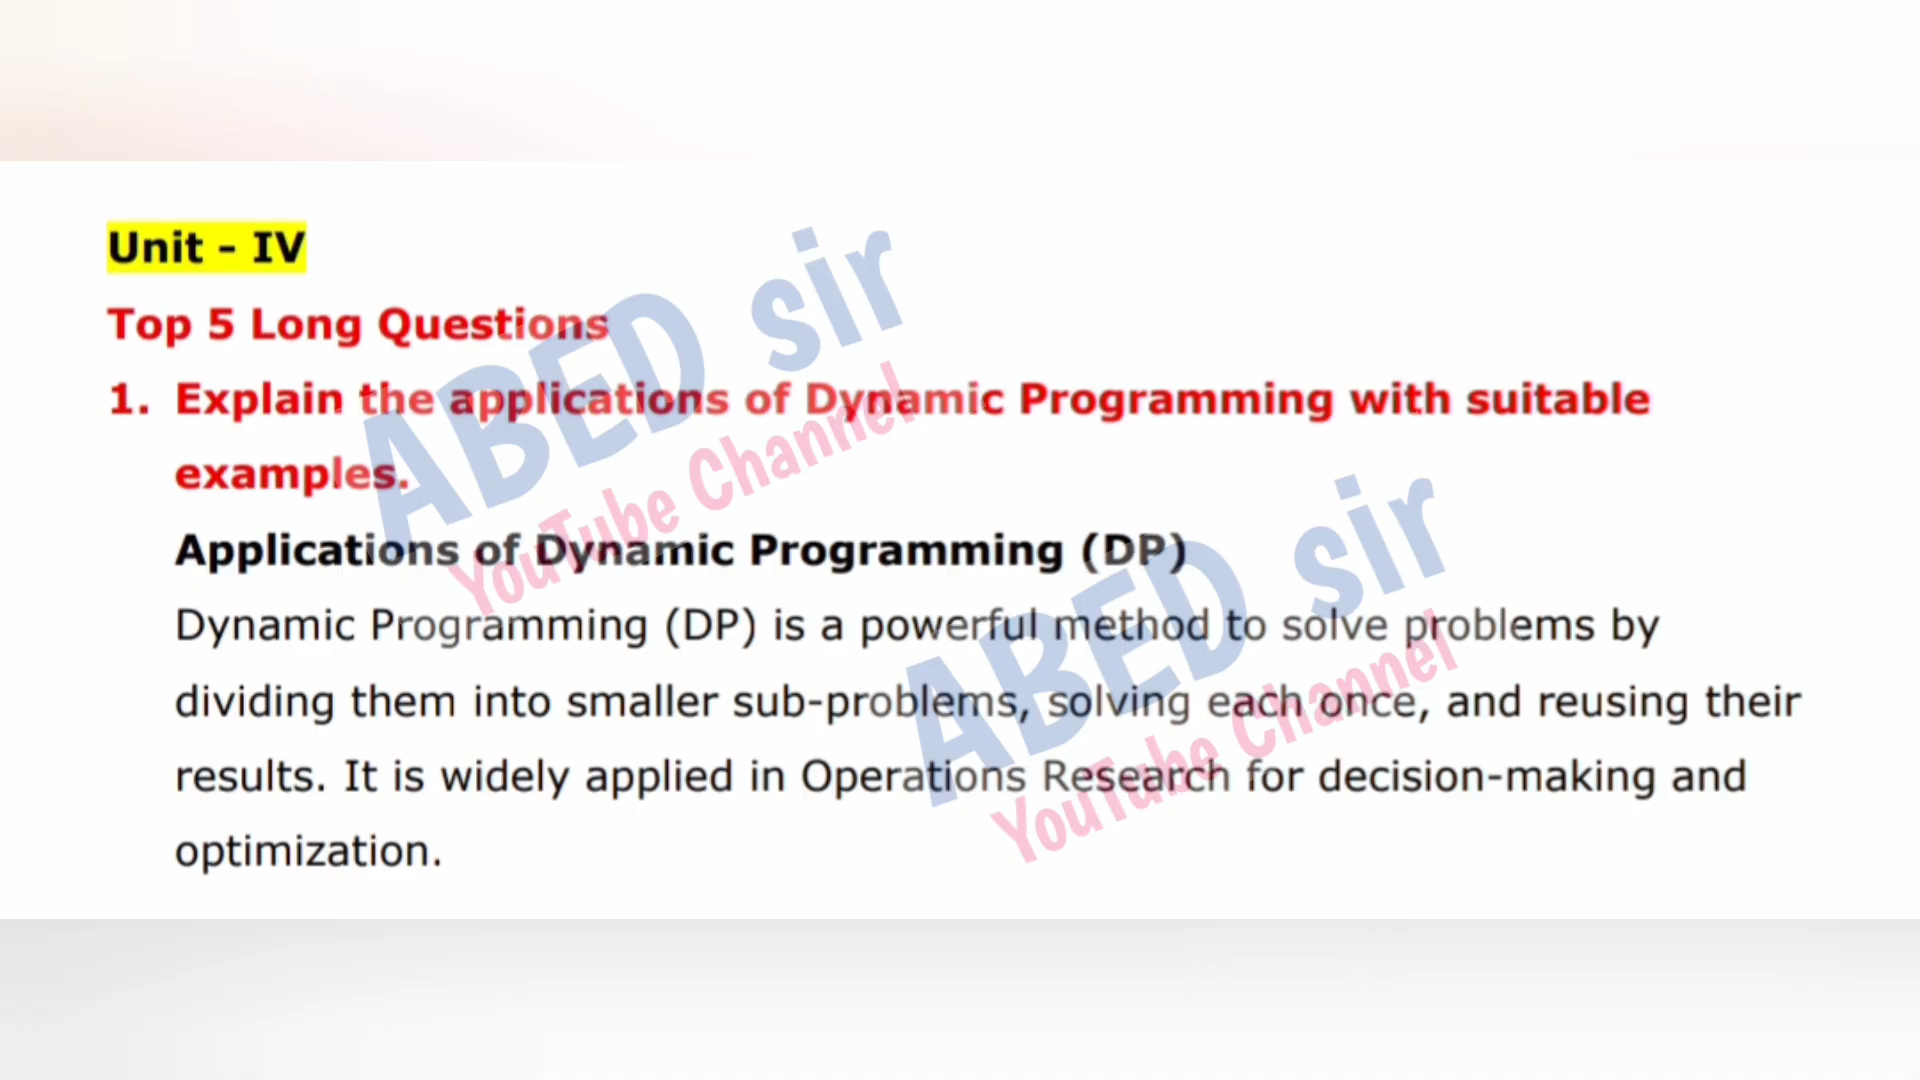 Unit - IV
Top 5 Long Questions
1. Explain the applications of Dynamic Programming with suitable
examples.
Applications of Dynamic Programming (DP)
Dynamic Programming (DP) is a powerful method to solve problems by
dividing them into smaller sub-problems, solving each once, and reusing their
results. It is widely applied in Operations Research for decision-making and
optimization.
ABED sir
YouTube Channel
ABED sir
YouTube Channel